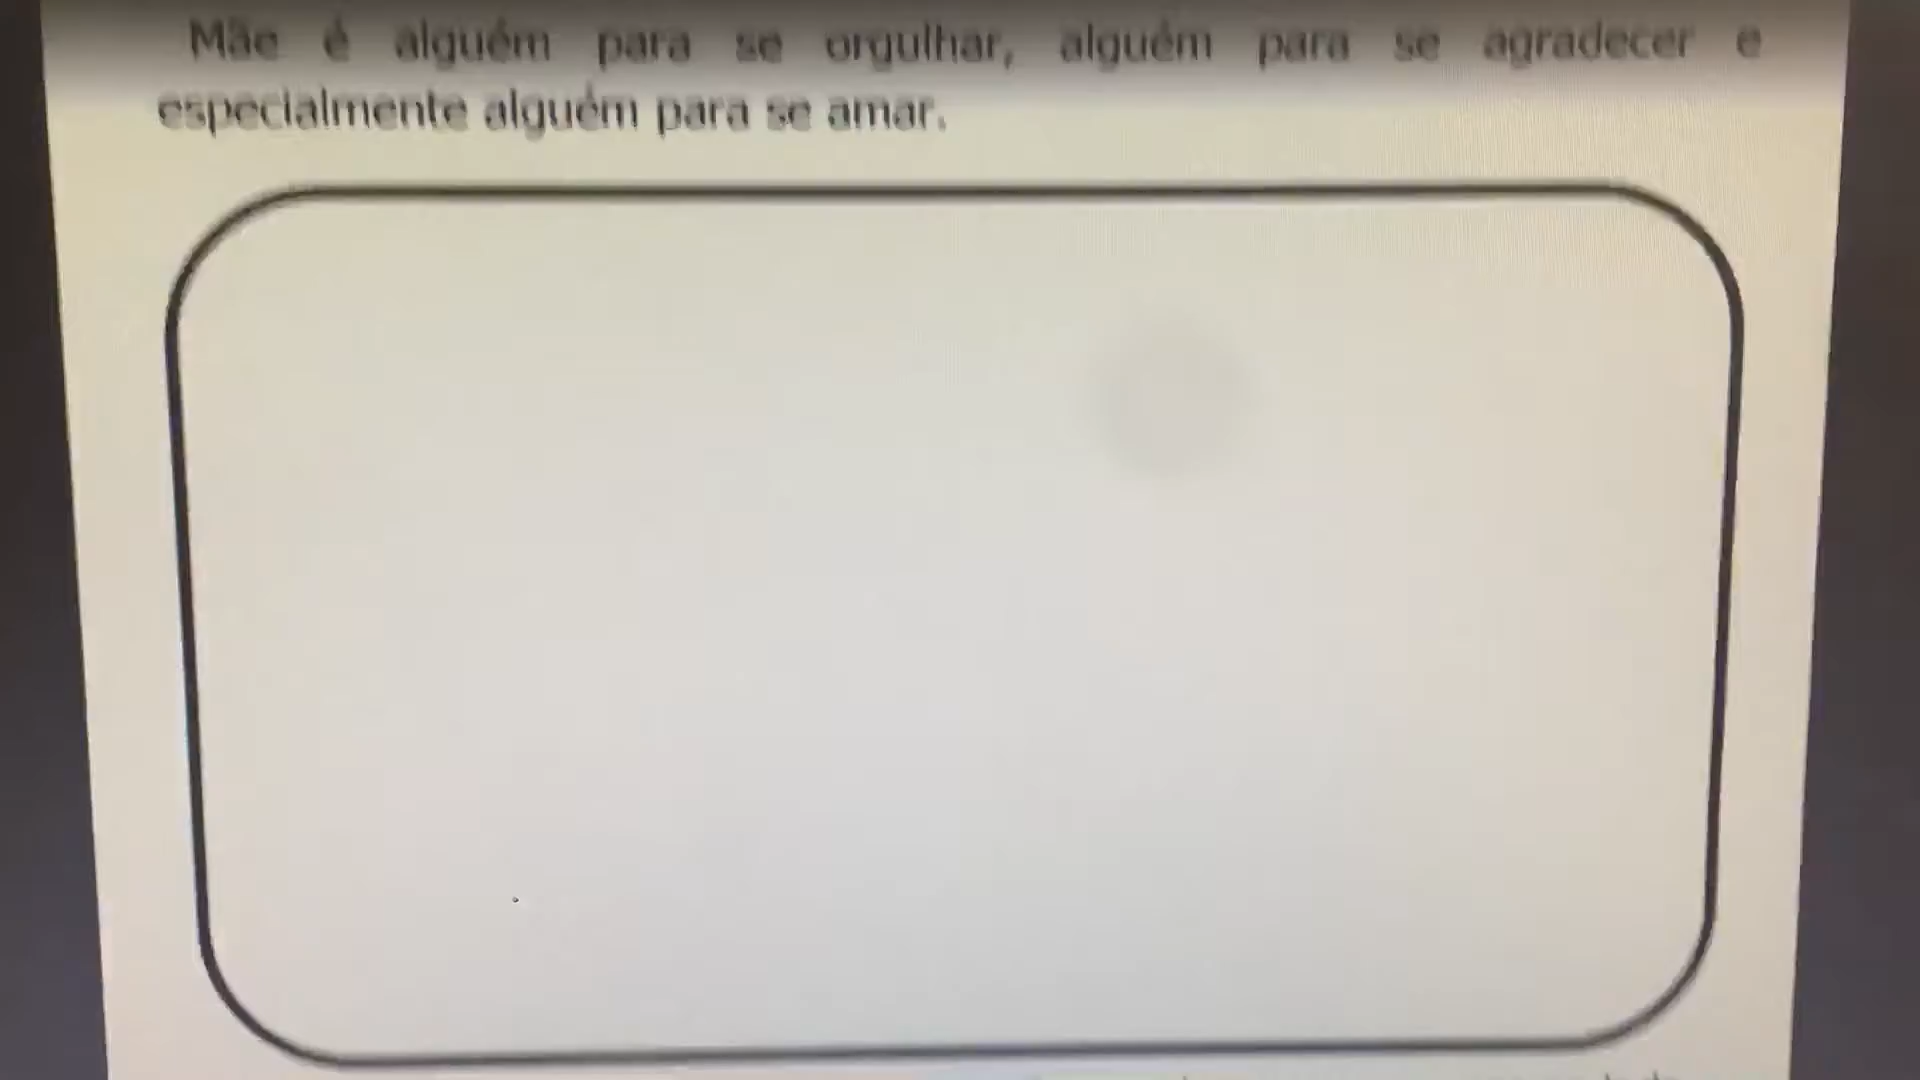 Mãe é alguém para se orgulhar, alguém para se agradecer e
especialmente alguém para se amar.